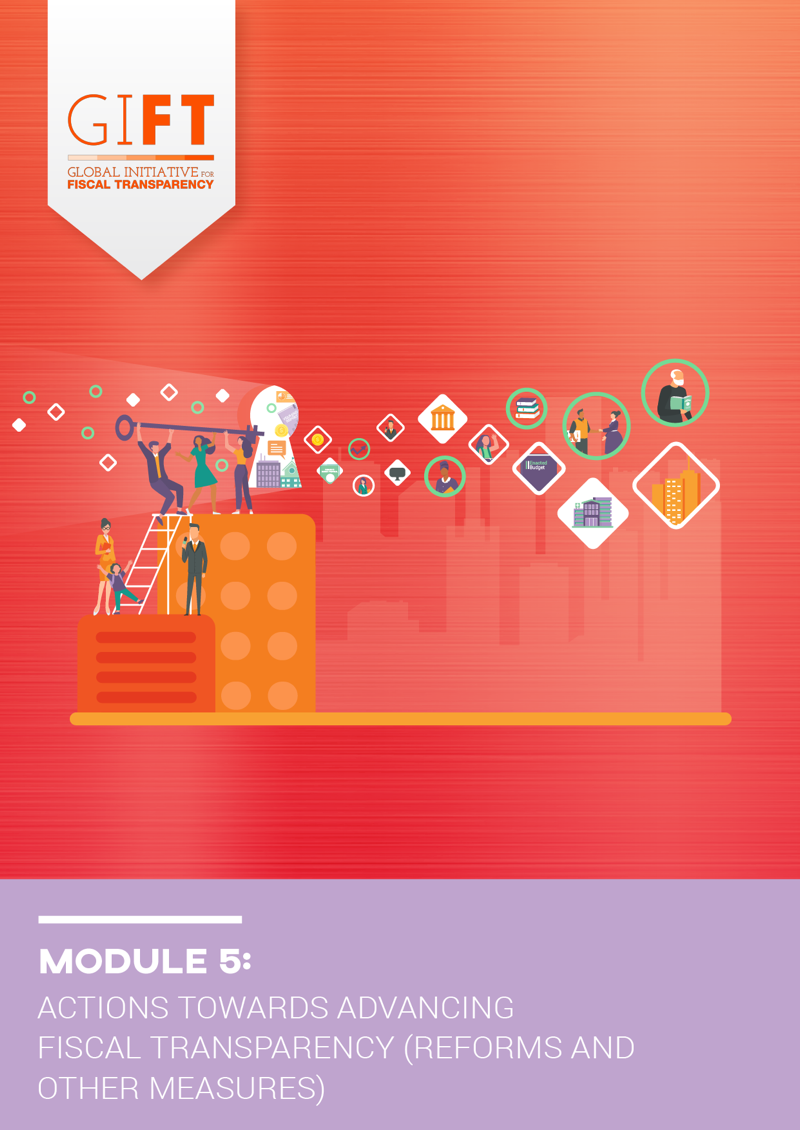 GIFT
GLOBAL INITIATIVE FOR
FISCAL TRANSPARENCY
MODULE 5:
ACTIONS TOWARDS ADVANCING
FISCAL TRANSPARENCY (REFORMS AND
OTHER MEASURES)